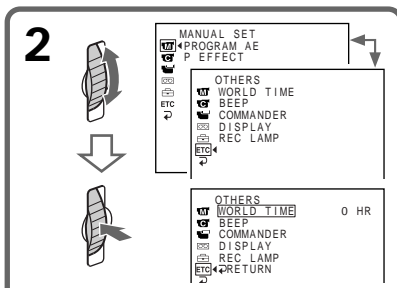 2
MANUAL SET
PROGRAM AE
P EFFECT
ETC
OTHERS
WORLD TIME
BEEP
COMMANDER
DISPLAY
REC LAMP
ETC
OTHERS
WORLD TIME 0 HR
BEEP
COMMANDER
DISPLAY
REC LAMP
ETC RETURN